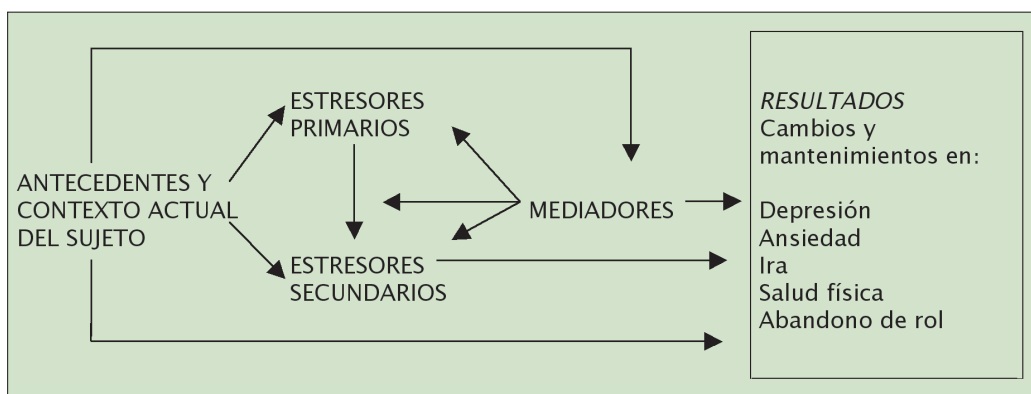 ANTECEDENTES Y
CONTEXTO ACTUAL
DEL SUJETO
ESTRESORES
PRIMARIOS
ESTRESORES
SECUNDARIOS
MEDIADORES
RESULTADOS
Cambios y
mantenimientos en:
Depresión
Ansiedad
Ira
Salud física
Abandono de rol